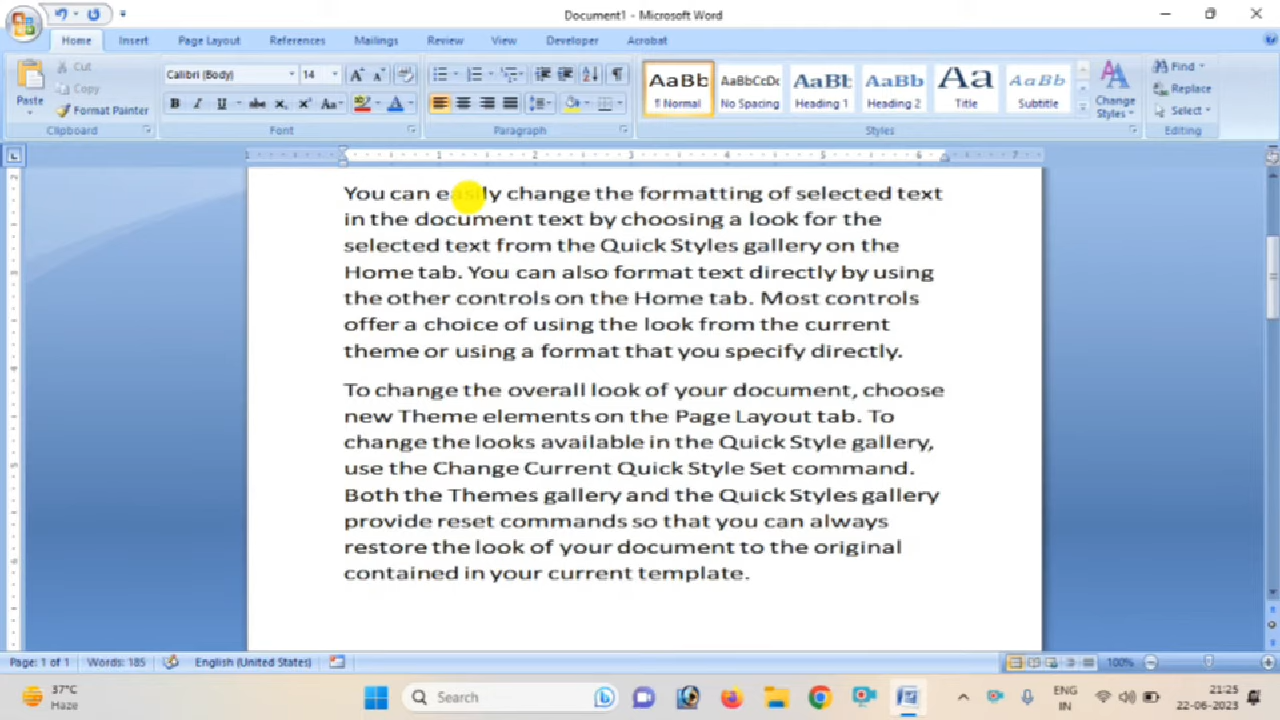 Document1 - Microsoft Word
Home Insert Page Layout References Mailings Review View Developer Acrobat
Paste
Cut
Copy
Format Painter
Clipboard
Calibri (Body) 14
Font
Paragraph
AaBb AaBbCcDc AaBb AaBb Aa AaBb
¶ Normal No Spacing Heading 1 Heading 2 Title Subtitle
Change Styles
Styles
Find
Replace
Select
Editing
1 1 2 3 4 5 6 7
You can easily change the formatting of selected text
in the document text by choosing a look for the
selected text from the Quick Styles gallery on the
Home tab. You can also format text directly by using
the other controls on the Home tab. Most controls
offer a choice of using the look from the current
theme or using a format that you specify directly.
To change the overall look of your document, choose
new Theme elements on the Page Layout tab. To
change the looks available in the Quick Style gallery,
use the Change Current Quick Style Set command.
Both the Themes gallery and the Quick Styles gallery
provide reset commands so that you can always
restore the look of your document to the original
contained in your current template.
Page: 1 of 1 Words: 185 English (United States) 100%
37°C
Haze
Search
ENG
IN
21:25
22-06-2023